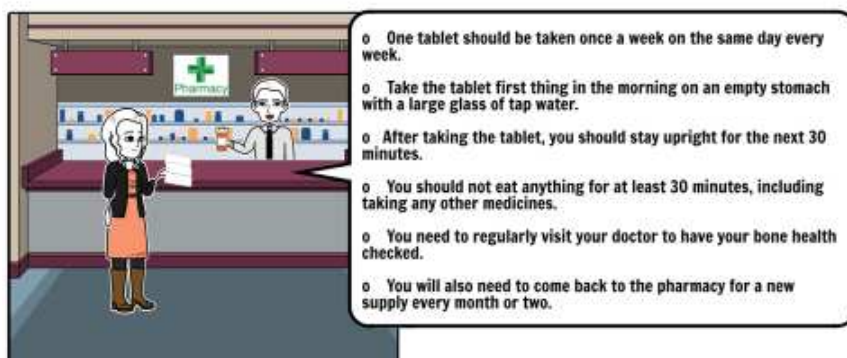 Pharmacy
o One tablet should be taken once a week on the same day every
week.
o Take the tablet first thing in the morning on an empty stomach
with a large glass of tap water.
o After taking the tablet, you should stay upright for the next 30
minutes.
o You should not eat anything for at least 30 minutes, including
taking any other medicines.
o You need to regularly visit your doctor to have your bone health
checked.
o You will also need to come back to the pharmacy for a new
supply every month or two.